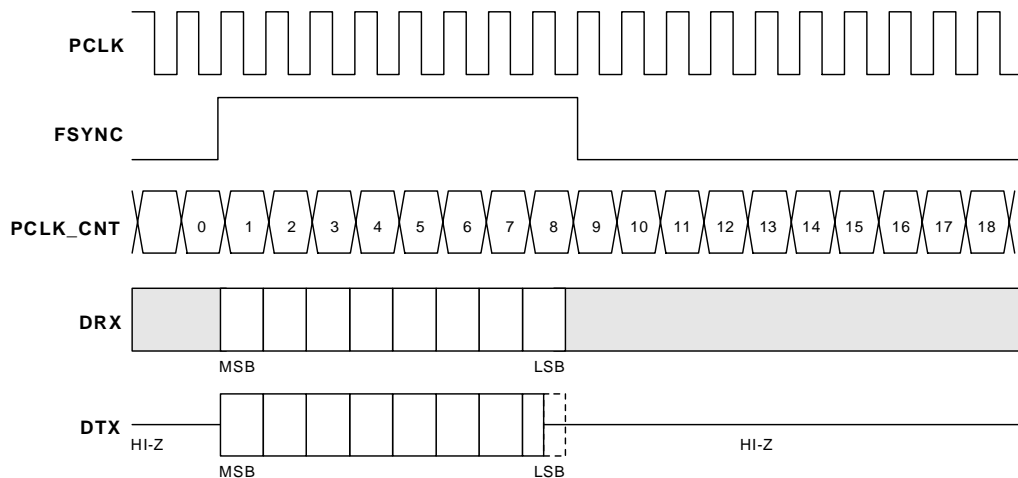 PCLK
FSYNC
PCLK_CNT 0 1 2 3 4 5 6 7 8 9 10 11 12 13 14 15 16 17 18
DRX
MSB LSB
DTX
HI-Z HI-Z
MSB LSB